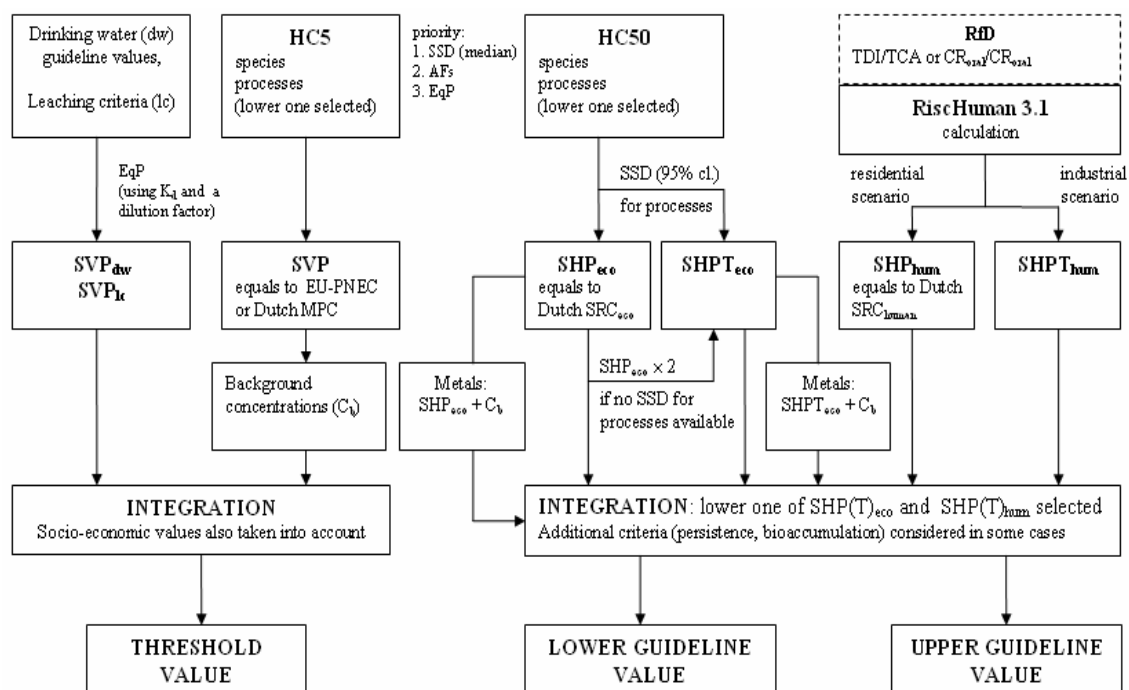 Drinking water (dw)
guideline values,
Leaching criteria (lc)
HC5
species
processes
(lower one selected)
priority:
1. SSD (median)
2. AFs
3. EqP
HC50
species
processes
(lower one selected)
RfD
TDI/TCA or CRoral/CRoral
RiscHuman 3.1
calculation
EqP
(using Kd and a
dilution factor)
SSD (95% cl.)
for processes
residential
scenario
industrial
scenario
SVPdw
SVPlc
SVP
equals to EU-PNEC
or Dutch MPC
SHPeco
equals to
Dutch SRCeco
SHPTeco
SHPhum
equals to Dutch
SRChuman
SHPThum
Background
concentrations (Cb)
Metals:
SHPeco + Cb
SHPeco × 2
if no SSD for
processes available
Metals:
SHPTeco + Cb
INTEGRATION
Socio-economic values also taken into account
INTEGRATION: lower one of SHP(T)eco and SHP(T)hum selected
Additional criteria (persistence, bioaccumulation) considered in some cases
THRESHOLD
VALUE
LOWER GUIDELINE
VALUE
UPPER GUIDELINE
VALUE